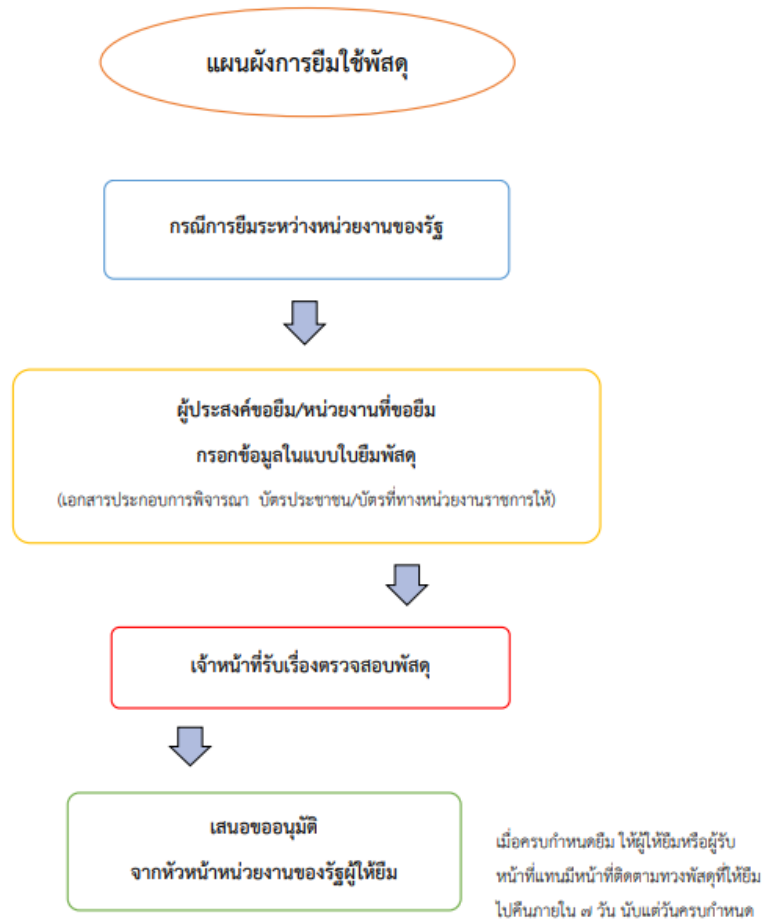 แผนผังการยืมใช้พัสดุ
กรณีการยืมระหว่างหน่วยงานของรัฐ
ผู้ประสงค์ขอยืม/หน่วยงานที่ขอยืม
กรอกข้อมูลในแบบใบยืมพัสดุ
(เอกสารประกอบการพิจารณา บัตรประชาชน/บัตรที่ทางหน่วยงานราชการให้)
เจ้าหน้าที่รับเรื่องตรวจสอบพัสดุ
เสนอขออนุมัติ
จากหัวหน้าหน่วยงานของรัฐผู้ให้ยืม
เมื่อครบกำหนดยืม ให้ผู้ให้ยืมหรือผู้รับ
หน้าที่แทนมีหน้าที่ติดตามทวงพัสดุที่ให้ยืม
ไปคืนภายใน ๗ วัน นับแต่วันครบกำหนด